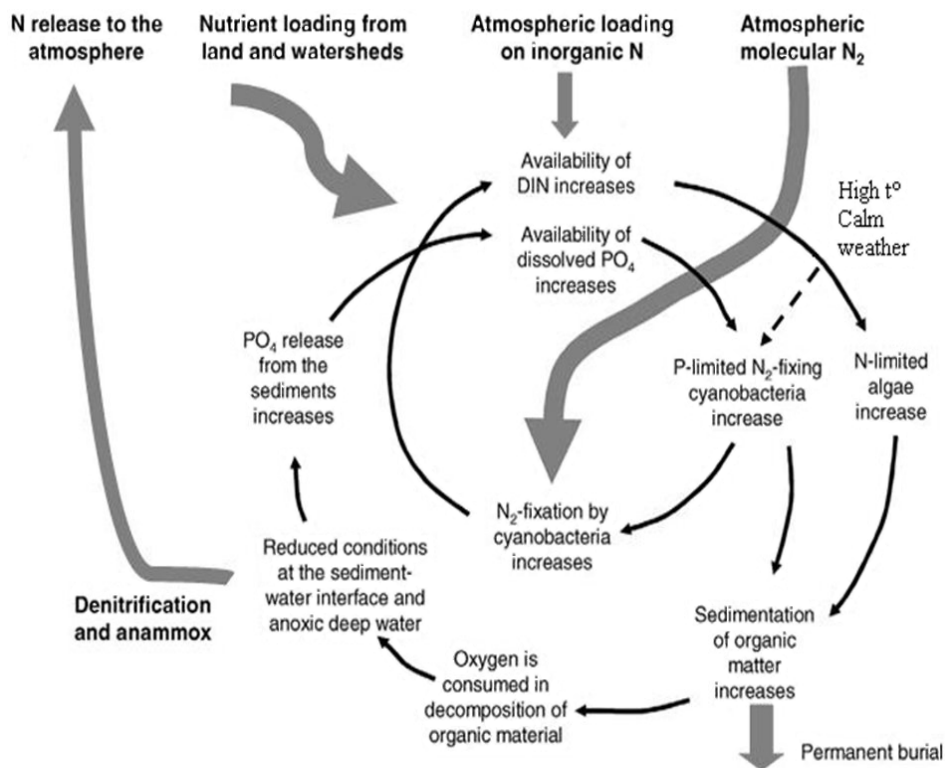 N release to the
atmosphere
Nutrient loading from
land and watersheds
Atmospheric loading
on inorganic N
Atmospheric
molecular N₂
Availability of
DIN increases
High t°
Calm
weather
Availability of
dissolved PO₄
increases
PO₄ release
from the
sediments
increases
P-limited N₂-fixing
cyanobacteria
increase
N-limited
algae
increase
N₂-fixation by
cyanobacteria
increases
Reduced conditions
at the sediment-
water interface and
anoxic deep water
Denitrification
and anammox
Sedimentation
of organic
matter
increases
Oxygen is
consumed in
decomposition of
organic material
Permanent burial